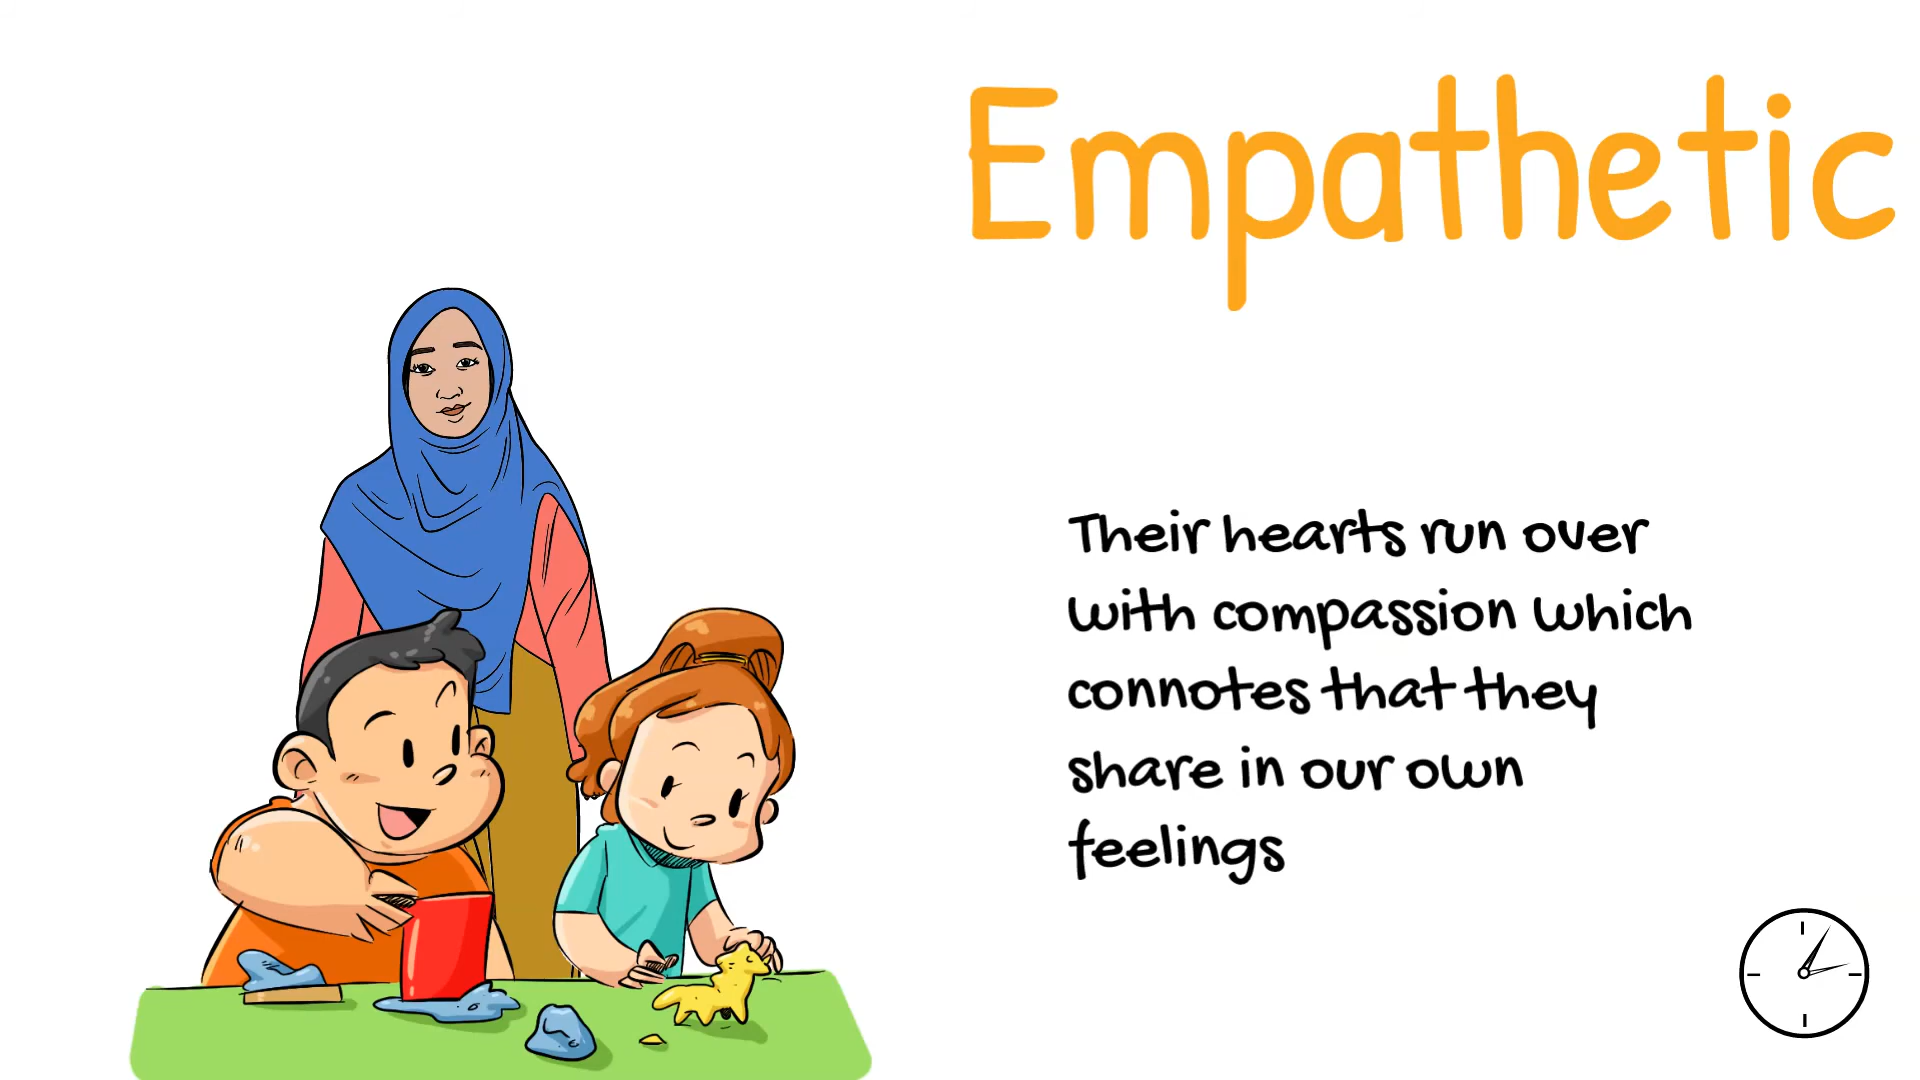 Empathetic
Their hearts run over
with compassion which
connotes that they
share in our own
feelings